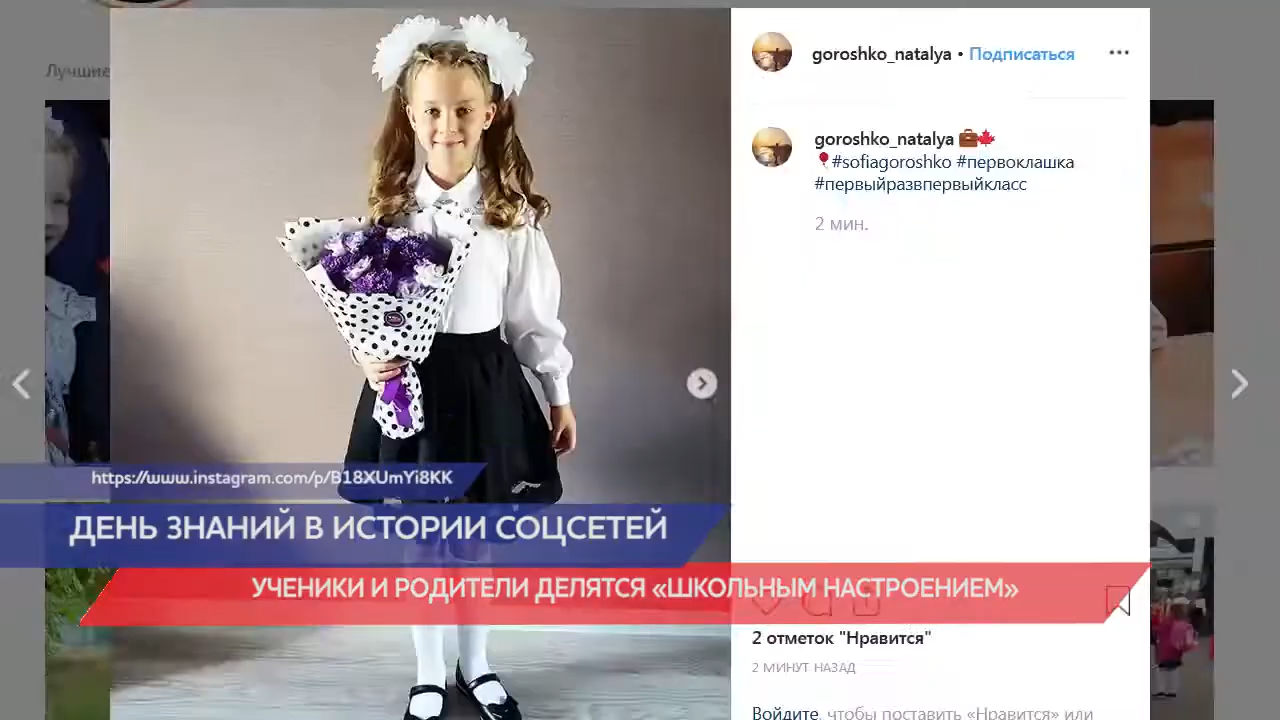 Лучшие
goroshko_natalya • Подписаться
goroshko_natalya
#sofiagoroshko #первоклашка
#первыйразвпервыйкласс
2 мин.
https://www.instagram.com/p/B18XUmYi8KK
ДЕНЬ ЗНАНИЙ В ИСТОРИИ СОЦСЕТЕЙ
УЧЕНИКИ И РОДИТЕЛИ ДЕЛЯТСЯ «ШКОЛЬНЫМ НАСТРОЕНИЕМ»
2 отметок "Нравится"
2 МИНУТ НАЗАД
Войдите, чтобы поставить «Нравится» или